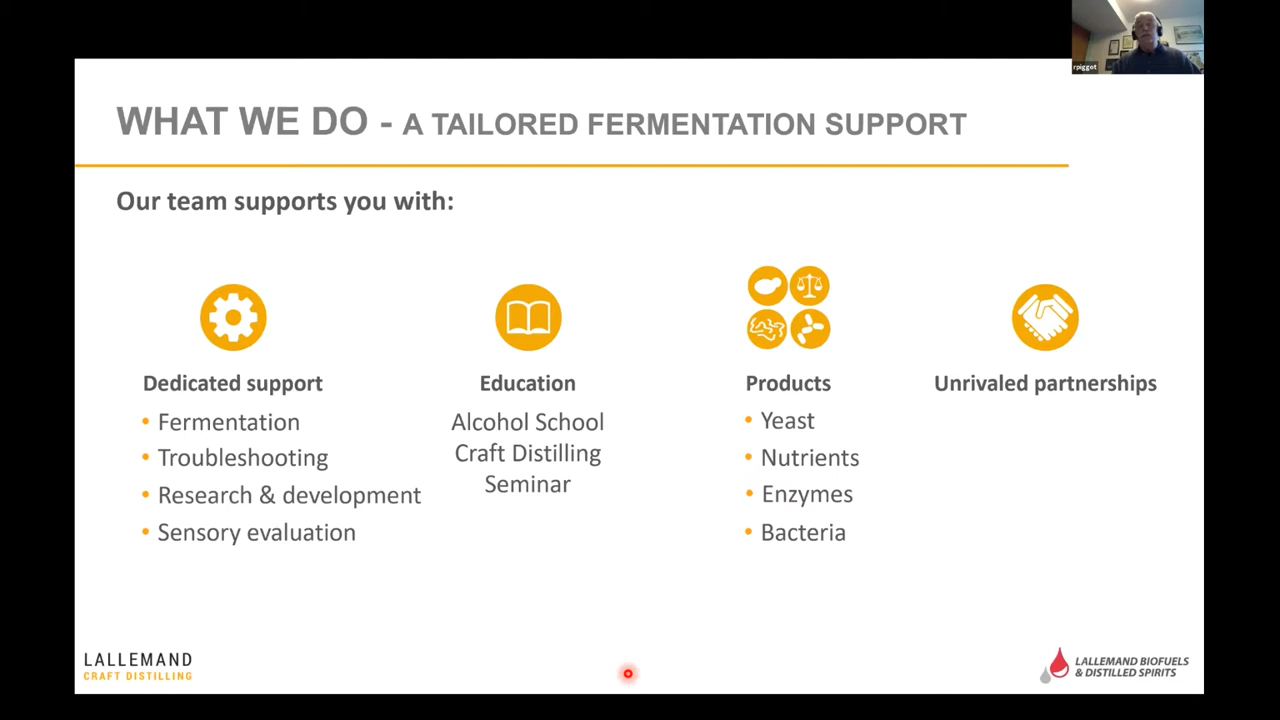 rpiggot
WHAT WE DO - A TAILORED FERMENTATION SUPPORT
Our team supports you with:
Dedicated support
• Fermentation
• Troubleshooting
• Research & development
• Sensory evaluation
Education
Alcohol School
Craft Distilling
Seminar
Products
• Yeast
• Nutrients
• Enzymes
• Bacteria
Unrivaled partnerships
LALLEMAND
CRAFT DISTILLING
LALLEMAND BIOFUELS
& DISTILLED SPIRITS